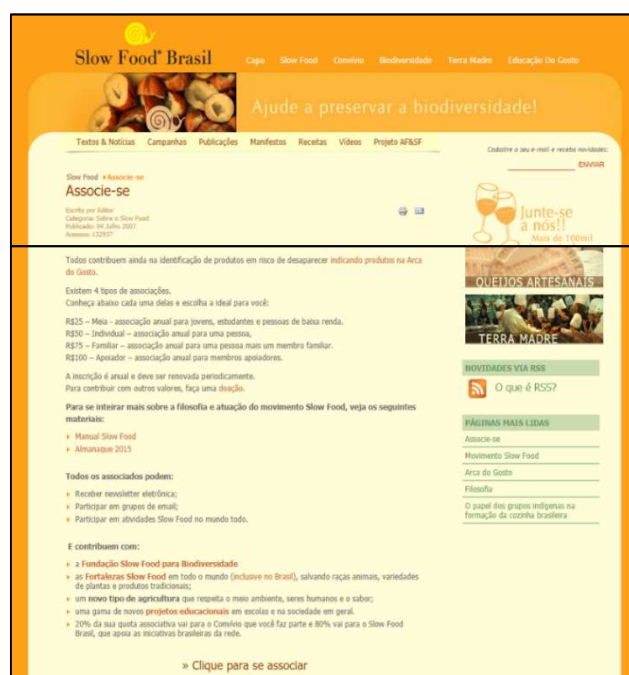 Slow Food® Brasil
Capa Slow Food Convívio Biodiversidade Terra Madre Educação Do Gosto
Ajude a preservar a biodiversidade!
Textos & Notícias Campanhas Publicações Manifestos Receitas Vídeos Projeto AF&SF
Cadastre o seu e-mail e receba novidades:
ENVIAR
Slow Food Associe-se
Associe-se
Escrito por Editor
Categoria: Sobre o Slow Food
Publicado: 04 Julho 2007
Acessos: 122937
Junte-se
a nós!!
Mais de 100mil
Todos contribuem ainda na identificação de produtos em risco de desaparecer indicando produtos na Arca
do Gosto.
Existem 4 tipos de associações.
Conheça abaixo cada uma delas e escolha a ideal para você:
R$25 – Meia - associação anual para jovens, estudantes e pessoas de baixa renda.
R$50 – Individual – associação anual para uma pessoa,
R$75 – Familiar – associação anual para uma pessoa mais um membro familiar.
R$100 – Apoiador – associação anual para membros apoiadores.
A inscrição é anual e deve ser renovada periodicamente.
Para contribuir com outros valores, faça uma doação.
Para se inteirar mais sobre a filosofia e atuação do movimento Slow Food, veja os seguintes
materiais:
Manual Slow Food
Almanaque 2015
Todos os associados podem:
Receber newsletter eletrônica;
Participar em grupos de email;
Participar em atividades Slow Food no mundo todo.
E contribuem com:
a Fundação Slow Food para Biodiversidade
as Fortalezas Slow Food em todo o mundo (inclusive no Brasil), salvando raças animais, variedades
de plantas e produtos tradicionais;
um novo tipo de agricultura que respeita o meio ambiente, seres humanos e o sabor;
uma gama de novos projetos educacionais em escolas e na sociedade em geral.
20% da sua quota associativa vai para o Convívio que você faz parte e 80% vai para o Slow Food
Brasil, que apoia as iniciativas brasileiras da rede.
» Clique para se associar
QUEIJOS ARTESANAIS
TERRA MADRE
NOVIDADES VIA RSS
O que é RSS?
PÁGINAS MAIS LIDAS
Associe-se
Movimento Slow Food
Arca do Gosto
Filosofia
O papel dos grupos indígenas na
formação da cozinha brasileira